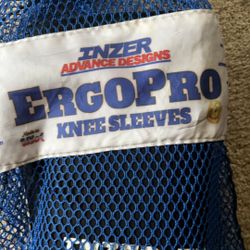 INZER
ADVANCE DESIGNS
ERGOPRO
KNEE SLEEVES